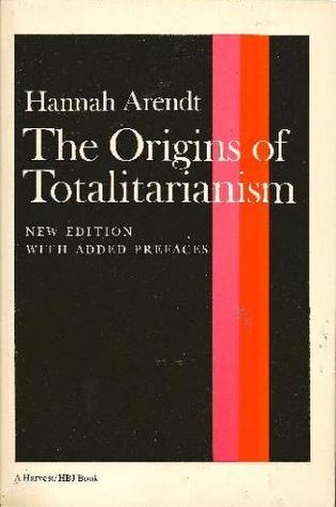 Hannah Arendt
The Origins of
Totalitarianism
NEW EDITION
WITH ADDED PREFACES
A Harvest/HBJ Book